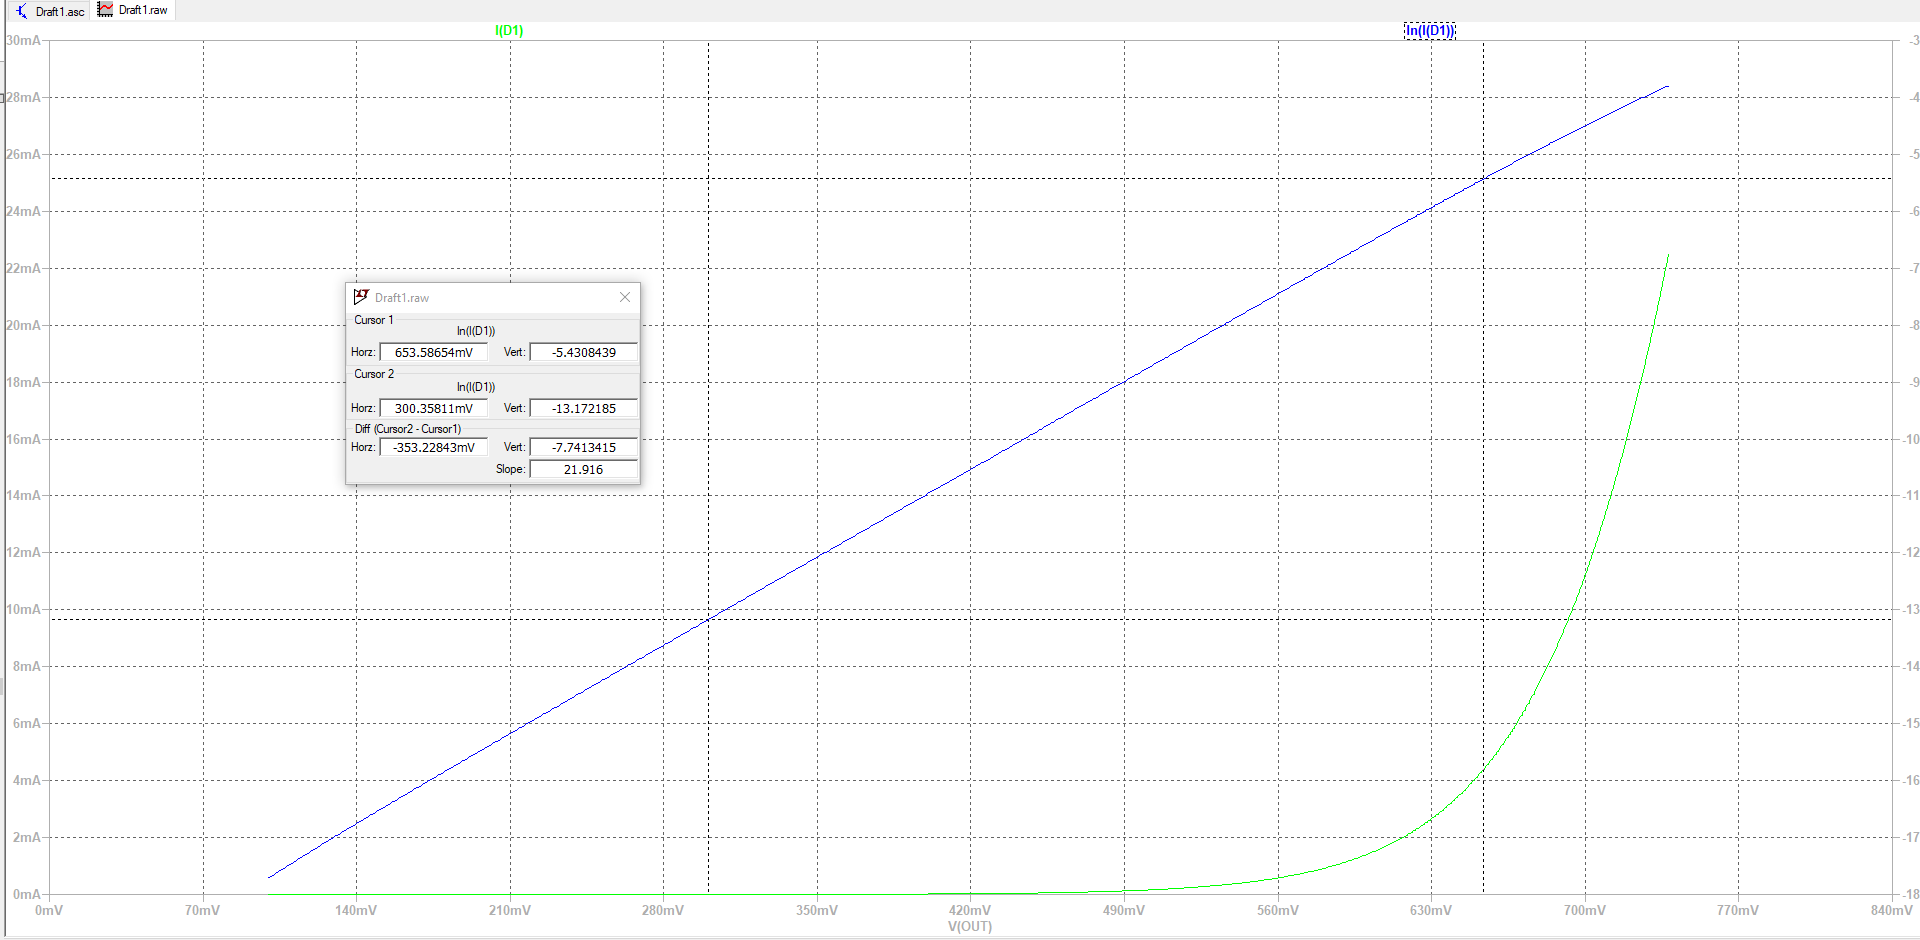 Draft1.asc Draft1.raw
I(D1) ln(I(D1))
30mA
28mA
26mA
24mA
22mA
20mA
18mA
16mA
14mA
12mA
10mA
8mA
6mA
4mA
2mA
0mA
-3
-4
-5
-6
-7
-8
-9
-10
-11
-12
-13
-14
-15
-16
-17
-18
Draft1.raw
Cursor 1
ln(I(D1))
Horz: 653.58654mV Vert: -5.4308439
Cursor 2
ln(I(D1))
Horz: 300.35811mV Vert: -13.172185
Diff (Cursor2 - Cursor1)
Horz: -353.22843mV Vert: -7.7413415
Slope: 21.916
0mV 70mV 140mV 210mV 280mV 350mV 420mV 490mV 560mV 630mV 700mV 770mV 840mV
V(OUT)